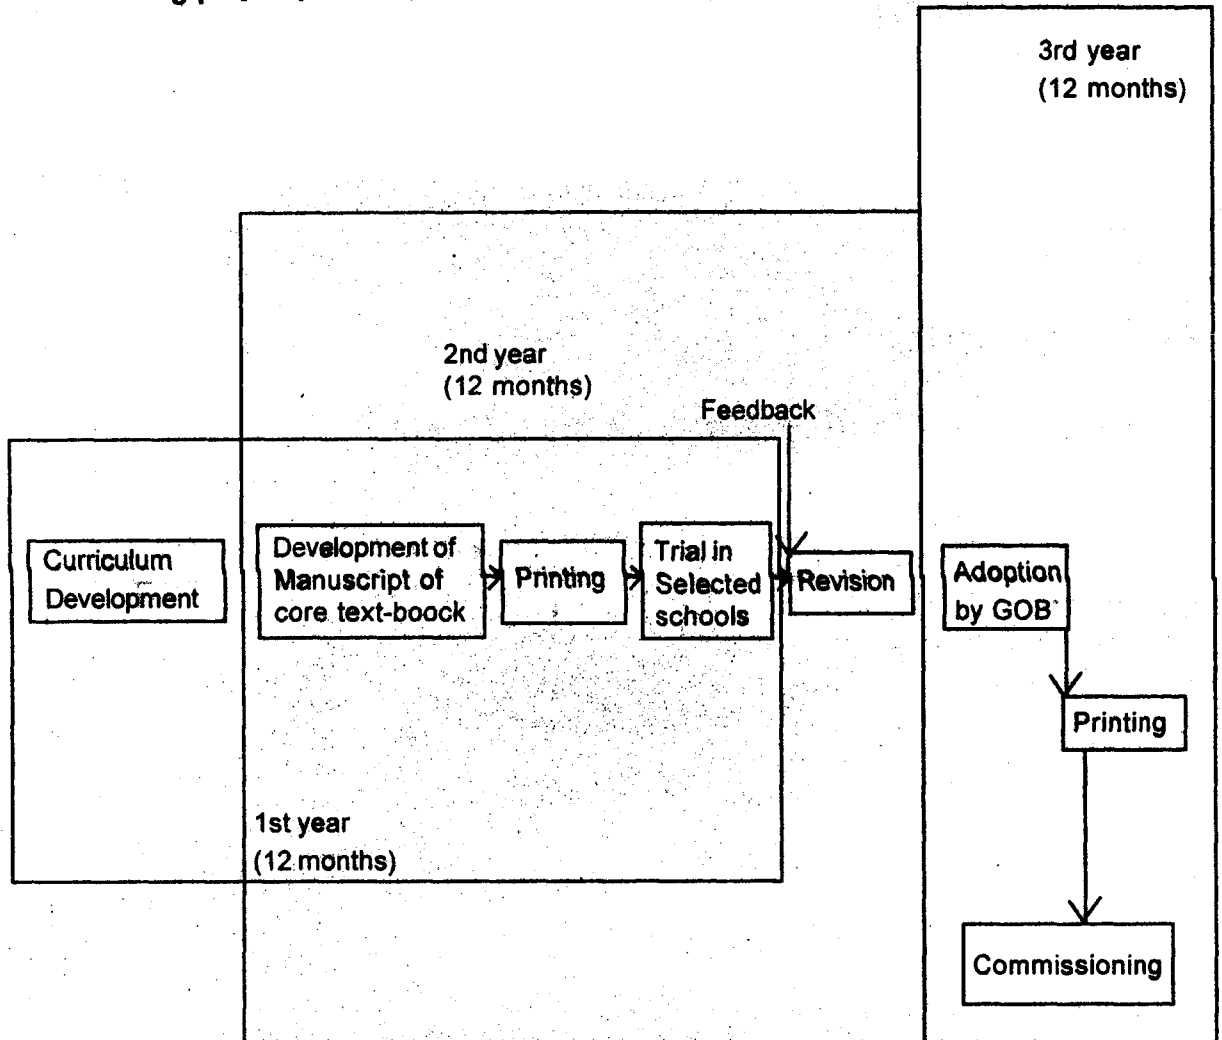 3rd year
(12 months)
2nd year
(12 months)
Feedback
Curriculum
Development
Development of
Manuscript of
core text-boock
Printing
Trial in
Selected
schools
Revision
Adoption
by GOB
Printing
1st year
(12 months)
Commissioning